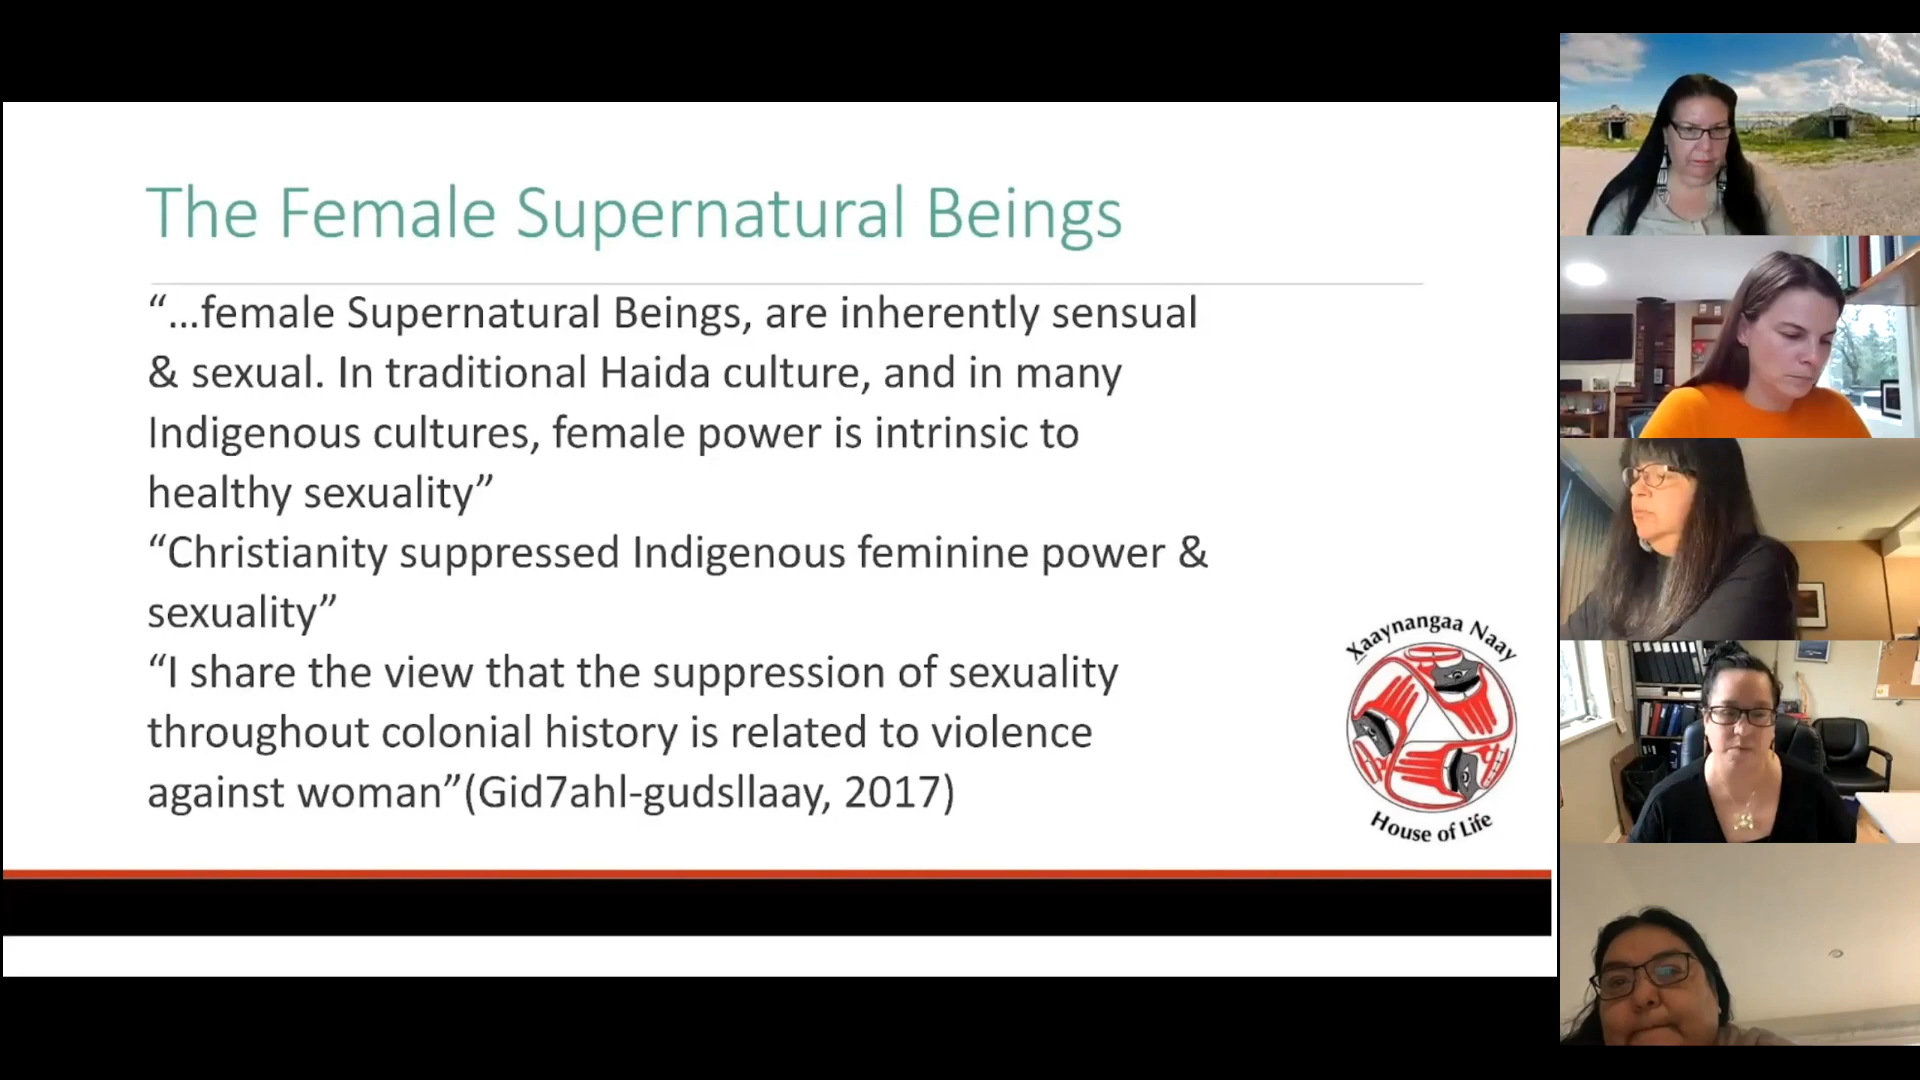 The Female Supernatural Beings
“...female Supernatural Beings, are inherently sensual
& sexual. In traditional Haida culture, and in many
Indigenous cultures, female power is intrinsic to
healthy sexuality”
“Christianity suppressed Indigenous feminine power &
sexuality”
“I share the view that the suppression of sexuality
throughout colonial history is related to violence
against woman”(Gid7ahl-gudsllaay, 2017)
Xaaynangaa Naay
House of Life